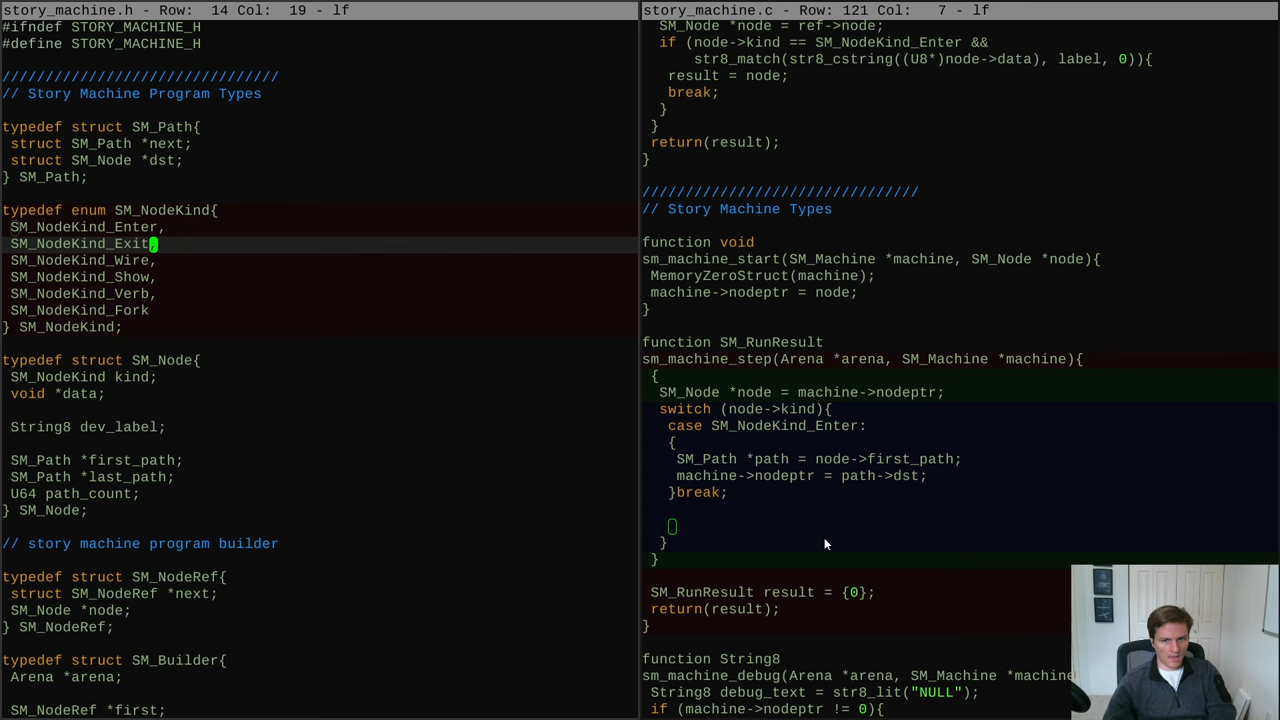 story_machine.h - Row:  14 Col:  19 - lf
#ifndef STORY_MACHINE_H
#define STORY_MACHINE_H
////////////////////////////////
// Story Machine Program Types
typedef struct SM_Path{
struct SM_Path *next;
struct SM_Node *dst;
} SM_Path;
typedef enum SM_NodeKind{
SM_NodeKind_Enter,
SM_NodeKind_Exit,
SM_NodeKind_Wire,
SM_NodeKind_Show,
SM_NodeKind_Verb,
SM_NodeKind_Fork
} SM_NodeKind;
typedef struct SM_Node{
SM_NodeKind kind;
void *data;
String8 dev_label;
SM_Path *first_path;
SM_Path *last_path;
U64 path_count;
} SM_Node;
// story machine program builder
typedef struct SM_NodeRef{
struct SM_NodeRef *next;
SM_Node *node;
} SM_NodeRef;
typedef struct SM_Builder{
Arena *arena;
SM_NodeRef *first;
story_machine.c - Row: 121 Col:   7 - lf
SM_Node *node = ref->node;
if (node->kind == SM_NodeKind_Enter &&
str8_match(str8_cstring((U8*)node->data), label, 0)){
result = node;
break;
}
}
return(result);
}
////////////////////////////////
// Story Machine Types
function void
sm_machine_start(SM_Machine *machine, SM_Node *node){
MemoryZeroStruct(machine);
machine->nodeptr = node;
}
function SM_RunResult
sm_machine_step(Arena *arena, SM_Machine *machine){
{
SM_Node *node = machine->nodeptr;
switch (node->kind){
case SM_NodeKind_Enter:
{
SM_Path *path = node->first_path;
machine->nodeptr = path->dst;
}break;
}
}
SM_RunResult result = {0};
return(result);
}
function String8
sm_machine_debug(Arena *arena, SM_Machine *machine
String8 debug_text = str8_lit("NULL");
if (machine->nodeptr != 0){